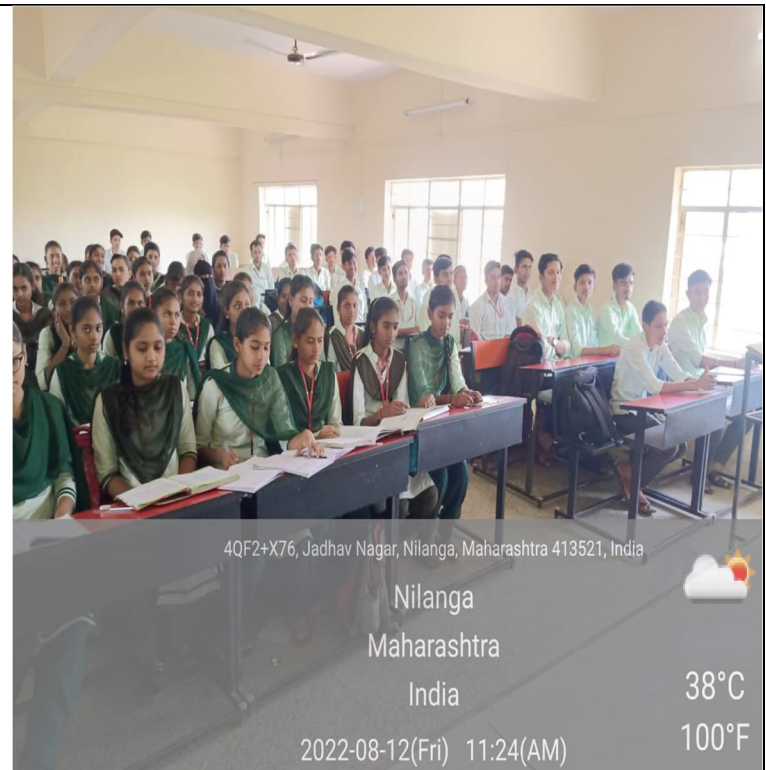 4QF2+X76, Jadhav Nagar, Nilanga, Maharashtra 413521, India
Nilanga
Maharashtra
India
38°C
2022-08-12(Fri) 11:24(AM)
100°F